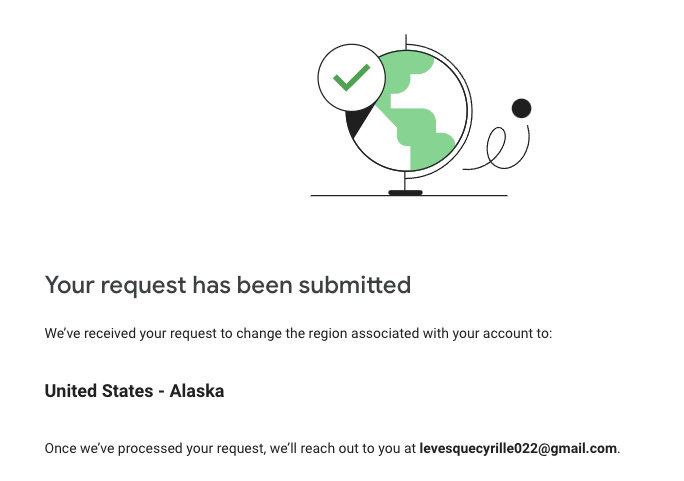 Your request has been submitted
We've received your request to change the region associated with your account to:
United States - Alaska
Once we've processed your request, we'll reach out to you at levesquecyrille022@gmail.com.